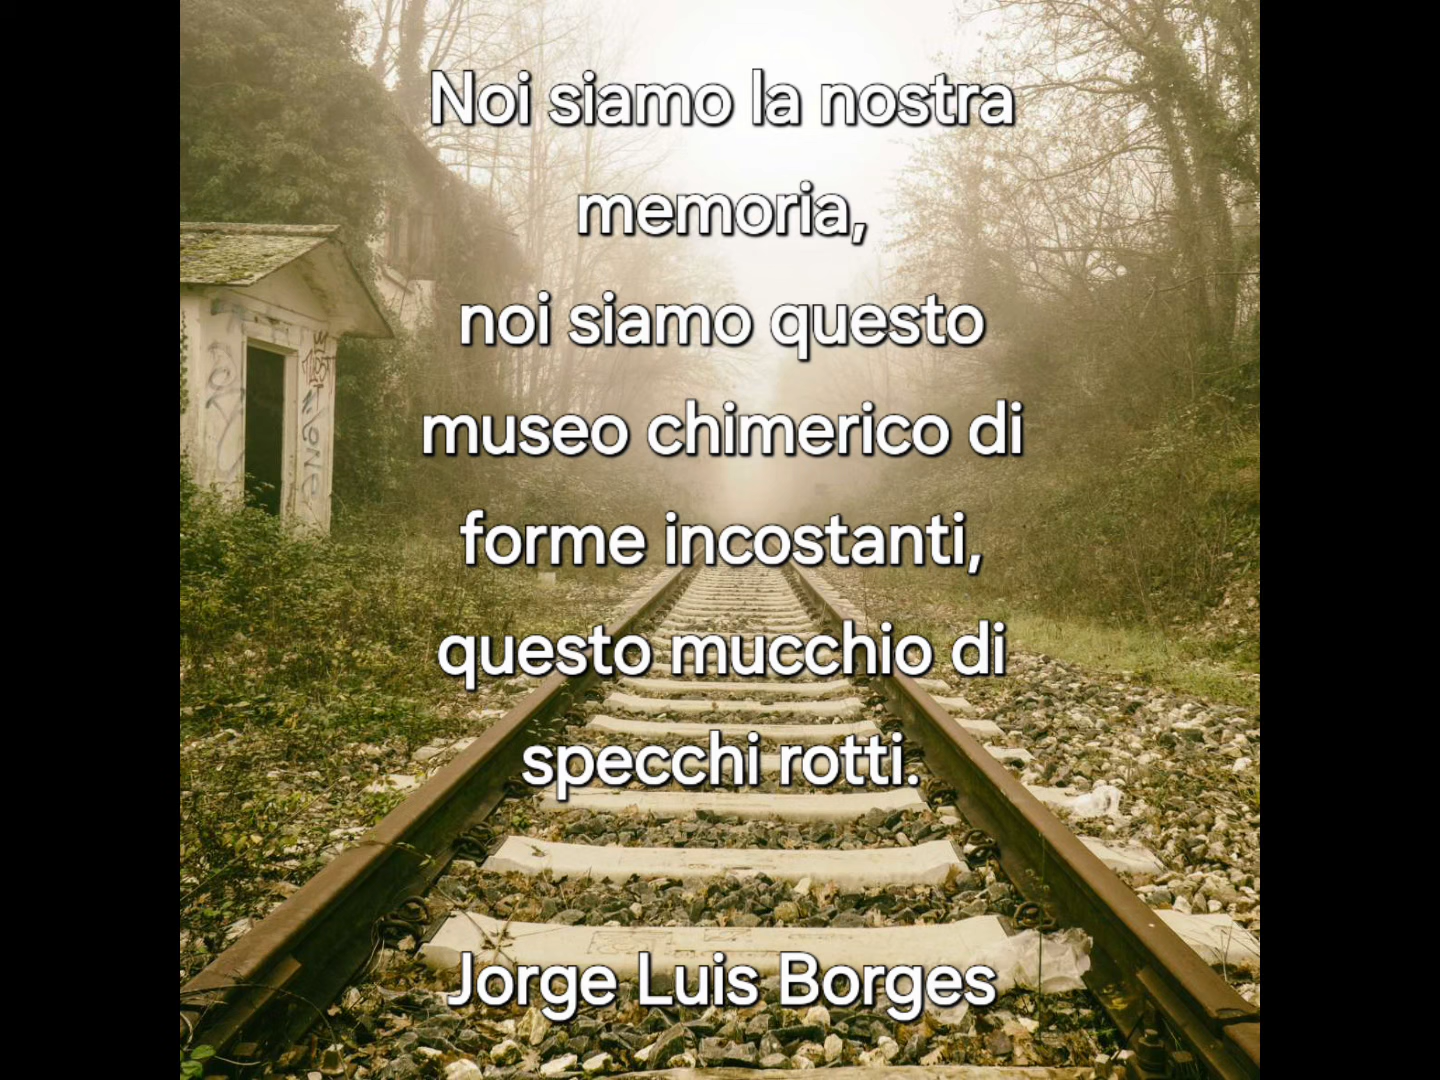 Noi siamo la nostra
memoria,
noi siamo questo
museo chimerico di
forme incostanti,
questo mucchio di
specchi rotti.
Jorge Luis Borges